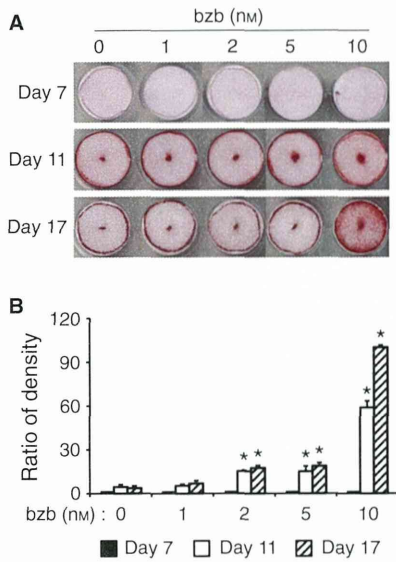 A
bzb (nM)
0 1 2 5 10
Day 7
Day 11
Day 17
B
Ratio of density
120
90
60
30
0
* * * * * *
bzb (nM) : 0 1 2 5 10
Day 7 Day 11 Day 17